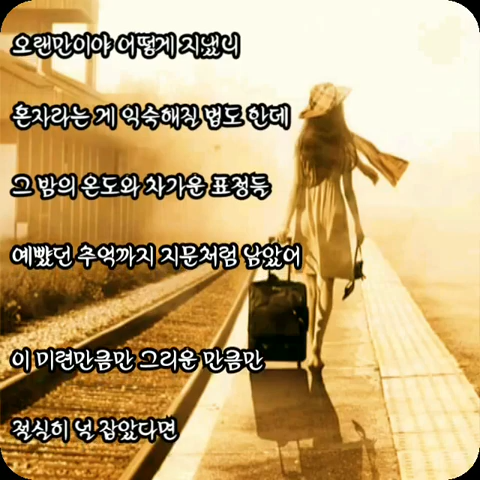 오랜만이야 어떻게 지냈니
혼자라는 게 익숙해질 법도 한데
그 밤의 온도와 차가운 표정들
예뻤던 추억까지 지문처럼 남았어
이 미련만큼만 그리운 만큼만
절실히 널 잡았다면